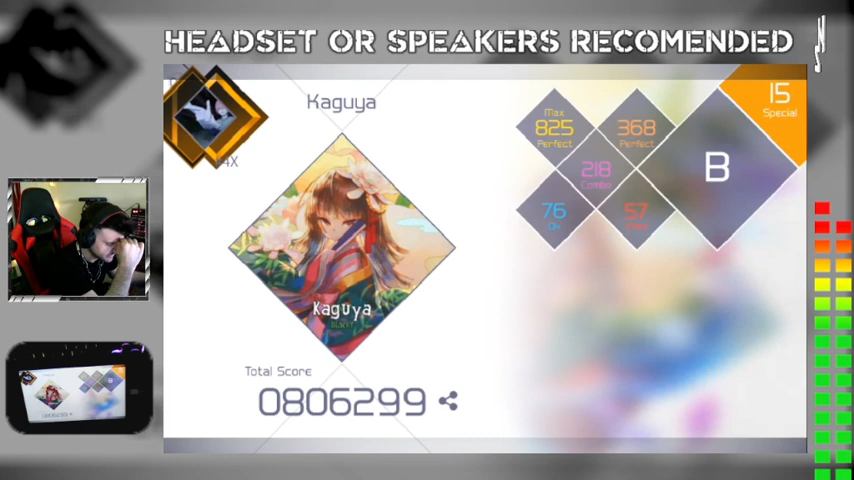 HEADSET OR SPEAKERS RECOMENDED
Kaguya
15
Special
Max
825
Perfect
368
Perfect
218
Combo
B
76
Ok
57
4X
Kaguya
Total Score
0806299